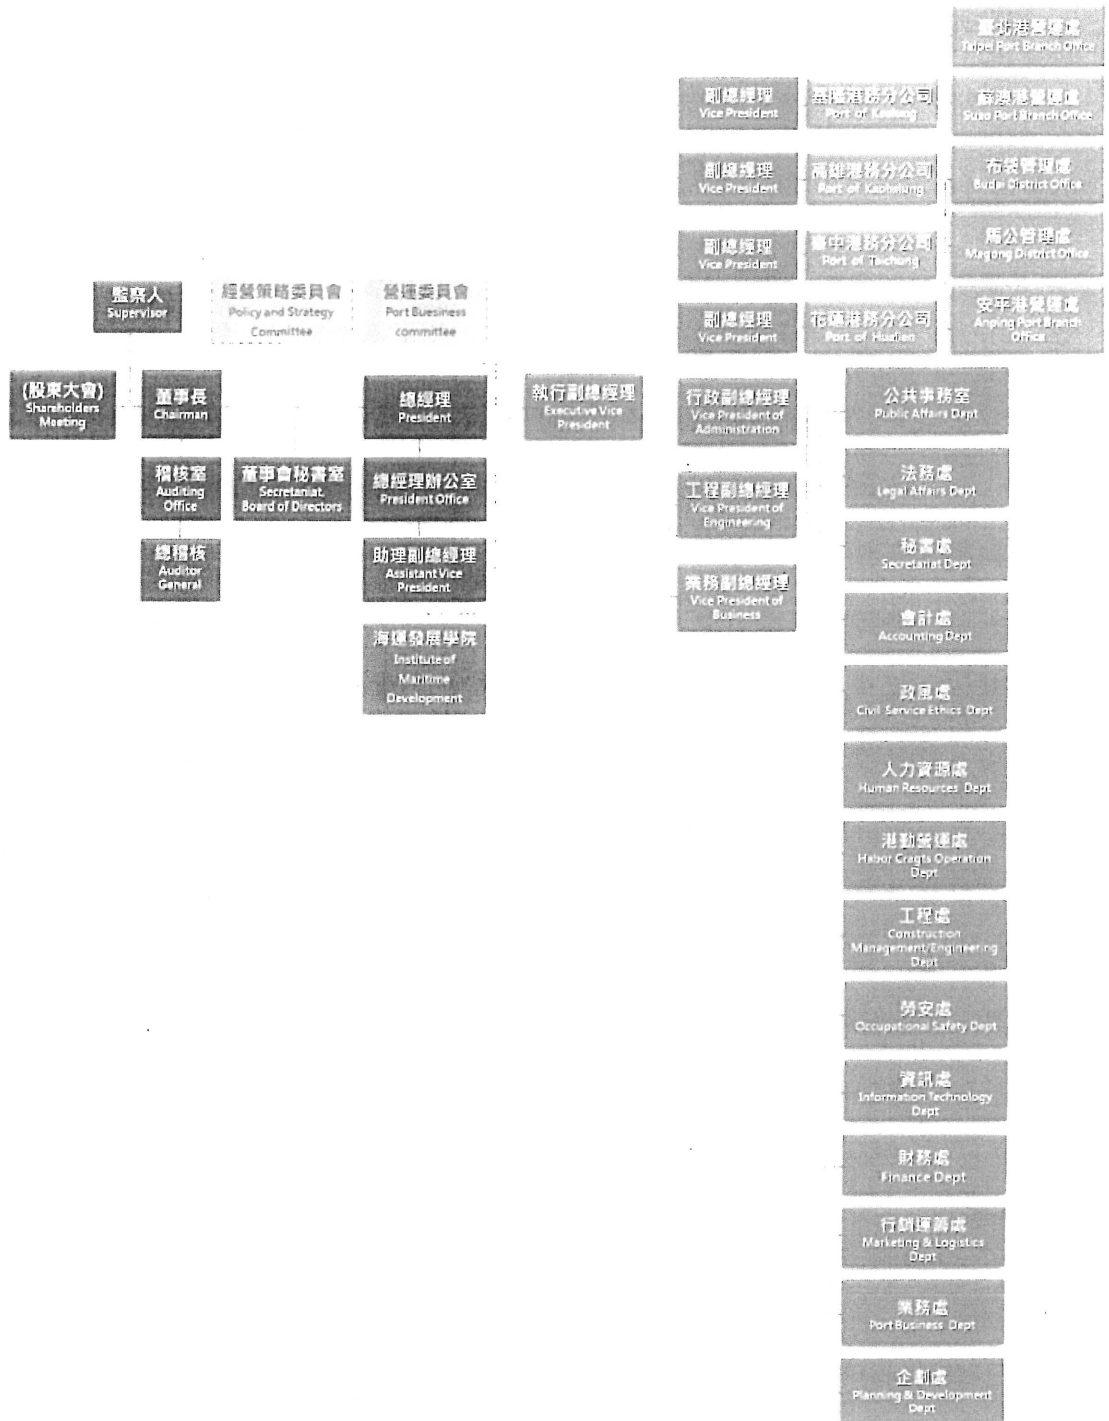 臺北港營運處
Taipei Port Branch Office
副總經理
Vice President
基隆港務分公司
Port of Keelung
蘇澳港營運處
Suao Port Branch Office
副總經理
Vice President
高雄港務分公司
Port of Kaohsiung
布袋管理處
Budai District Office
副總經理
Vice President
臺中港務分公司
Port of Taichung
馬公管理處
Magong District Office
副總經理
Vice President
花蓮港務分公司
Port of Hualien
安平港營運處
Anping Port Branch
Office
監察人
Supervisor
經營策略委員會
Policy and Strategy
Committee
營運委員會
Port Buesiness
committee
(股東大會)
Shareholders
Meeting
董事長
Chairman
總經理
President
執行副總經理
Executive Vice
President
行政副總經理
Vice President of
Administration
公共事務室
Public Affairs Dept
稽核室
Auditing
Office
董事會秘書室
Secretariat,
Board of Directors
總經理辦公室
President Office
工程副總經理
Vice President of
Engineering
法務處
Legal Affairs Dept
總稽核
Auditor
General
助理副總經理
Assistant Vice
President
業務副總經理
Vice President of
Business
秘書處
Secretariat Dept
海運發展學院
Institute of
Maritime
Development
會計處
Accounting Dept
政風處
Civil Service Ethics Dept
人力資源處
Human Resources Dept
港勤營運處
Habor Cragts Operation
Dept
工程處
Construction
Management/Engineering
Dept
勞安處
Occupational Safety Dept
資訊處
Information Technology
Dept
財務處
Finance Dept
行銷運籌處
Marketing & Logistics
Dept
業務處
Port Business Dept
企劃處
Planning & Development
Dept